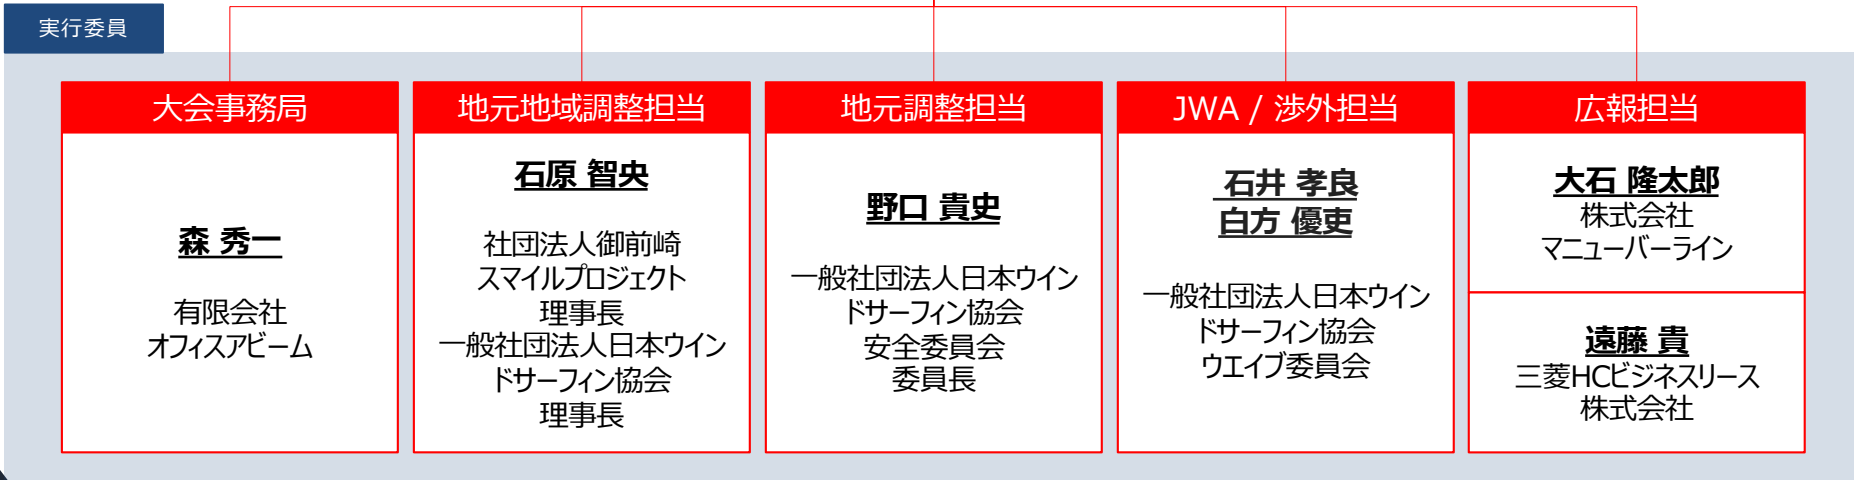 実行委員
大会事務局
森 秀一
有限会社
オフィスアビーム
地元地域調整担当
石原 智央
社団法人御前崎
スマイルプロジェクト
理事長
一般社団法人日本ウイン
ドサーフィン協会
理事長
地元調整担当
野口 貴史
一般社団法人日本ウイン
ドサーフィン協会
安全委員会
委員長
JWA / 渉外担当
石井 孝良
白方 優吏
一般社団法人日本ウイン
ドサーフィン協会
ウエイブ委員会
広報担当
大石 隆太郎
株式会社
マニューバーライン
遠藤 貴
三菱HCビジネスリース
株式会社